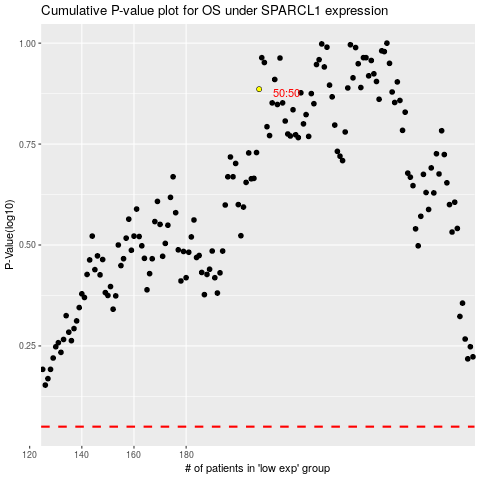 Cumulative P-value plot for OS under SPARCL1 expression
P-Value(log10)
1.00
0.75
0.50
0.25
50:50
120 140 160 180
# of patients in 'low exp' group